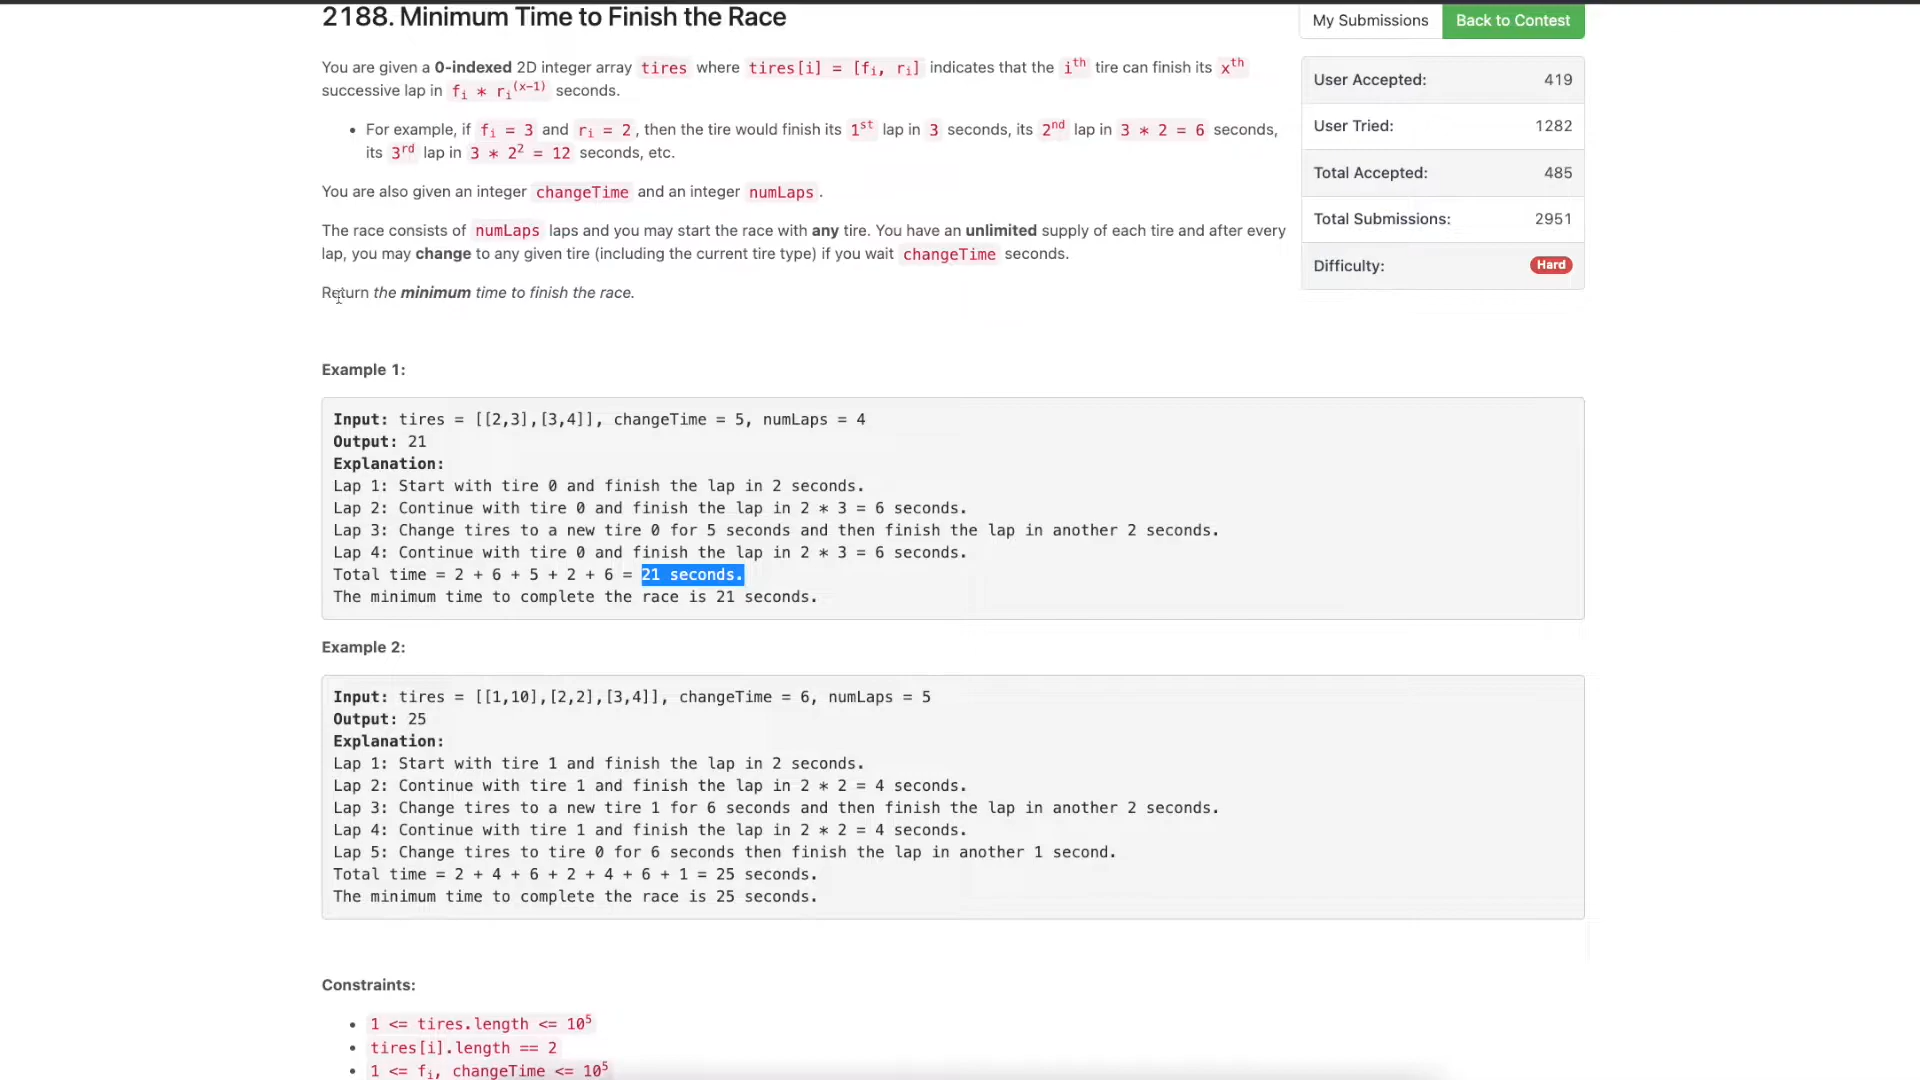 2188. Minimum Time to Finish the Race
My Submissions
Back to Contest
You are given a 0-indexed 2D integer array tires where tires[i] = [fi, ri] indicates that the ith tire can finish its xth
successive lap in fi * ri(x-1) seconds.
• For example, if fi = 3 and ri = 2, then the tire would finish its 1st lap in 3 seconds, its 2nd lap in 3 * 2 = 6 seconds,
its 3rd lap in 3 * 22 = 12 seconds, etc.
You are also given an integer changeTime and an integer numLaps.
The race consists of numLaps laps and you may start the race with any tire. You have an unlimited supply of each tire and after every
lap, you may change to any given tire (including the current tire type) if you wait changeTime seconds.
Return the minimum time to finish the race.
User Accepted: 419
User Tried: 1282
Total Accepted: 485
Total Submissions: 2951
Difficulty: Hard
Example 1:
Input: tires = [[2,3],[3,4]], changeTime = 5, numLaps = 4
Output: 21
Explanation:
Lap 1: Start with tire 0 and finish the lap in 2 seconds.
Lap 2: Continue with tire 0 and finish the lap in 2 * 3 = 6 seconds.
Lap 3: Change tires to a new tire 0 for 5 seconds and then finish the lap in another 2 seconds.
Lap 4: Continue with tire 0 and finish the lap in 2 * 3 = 6 seconds.
Total time = 2 + 6 + 5 + 2 + 6 = 21 seconds.
The minimum time to complete the race is 21 seconds.
Example 2:
Input: tires = [[1,10],[2,2],[3,4]], changeTime = 6, numLaps = 5
Output: 25
Explanation:
Lap 1: Start with tire 1 and finish the lap in 2 seconds.
Lap 2: Continue with tire 1 and finish the lap in 2 * 2 = 4 seconds.
Lap 3: Change tires to a new tire 1 for 6 seconds and then finish the lap in another 2 seconds.
Lap 4: Continue with tire 1 and finish the lap in 2 * 2 = 4 seconds.
Lap 5: Change tires to tire 0 for 6 seconds then finish the lap in another 1 second.
Total time = 2 + 4 + 6 + 2 + 4 + 6 + 1 = 25 seconds.
The minimum time to complete the race is 25 seconds.
Constraints:
• 1 <= tires.length <= 105
• tires[i].length == 2
• 1 <= fi, changeTime <= 105